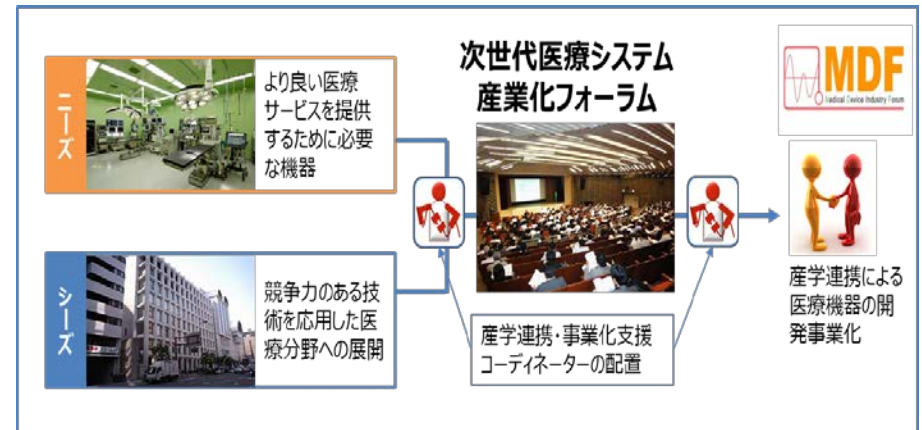 ニーズ
より良い医療
サービスを提供
するために必要
な機器
シーズ
競争力のある技
術を応用した医
療分野への展開
次世代医療システム
産業化フォーラム
産学連携・事業化支援
コーディネーターの配置
MDF
Medical Device Industry Forum
産学連携による
医療機器の開
発事業化